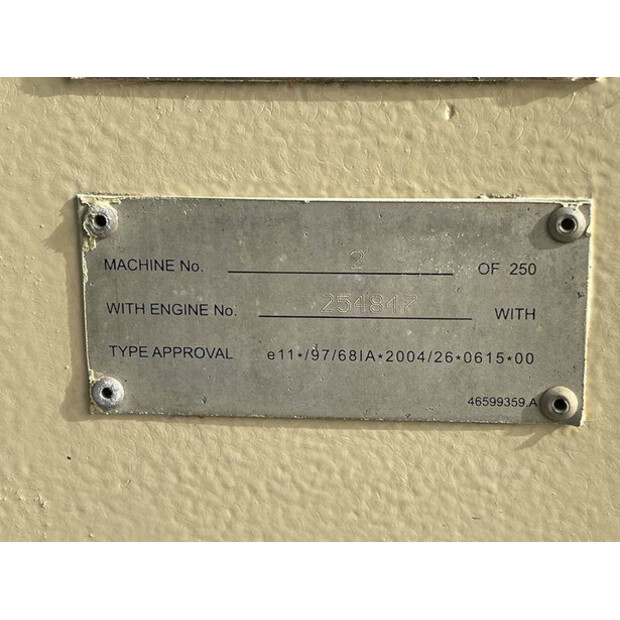 MACHINE No. 2 OF 250
WITH ENGINE No. 254847 WITH
TYPE APPROVAL e11*/97/68IA*2004/26*0615*00
46599359.A